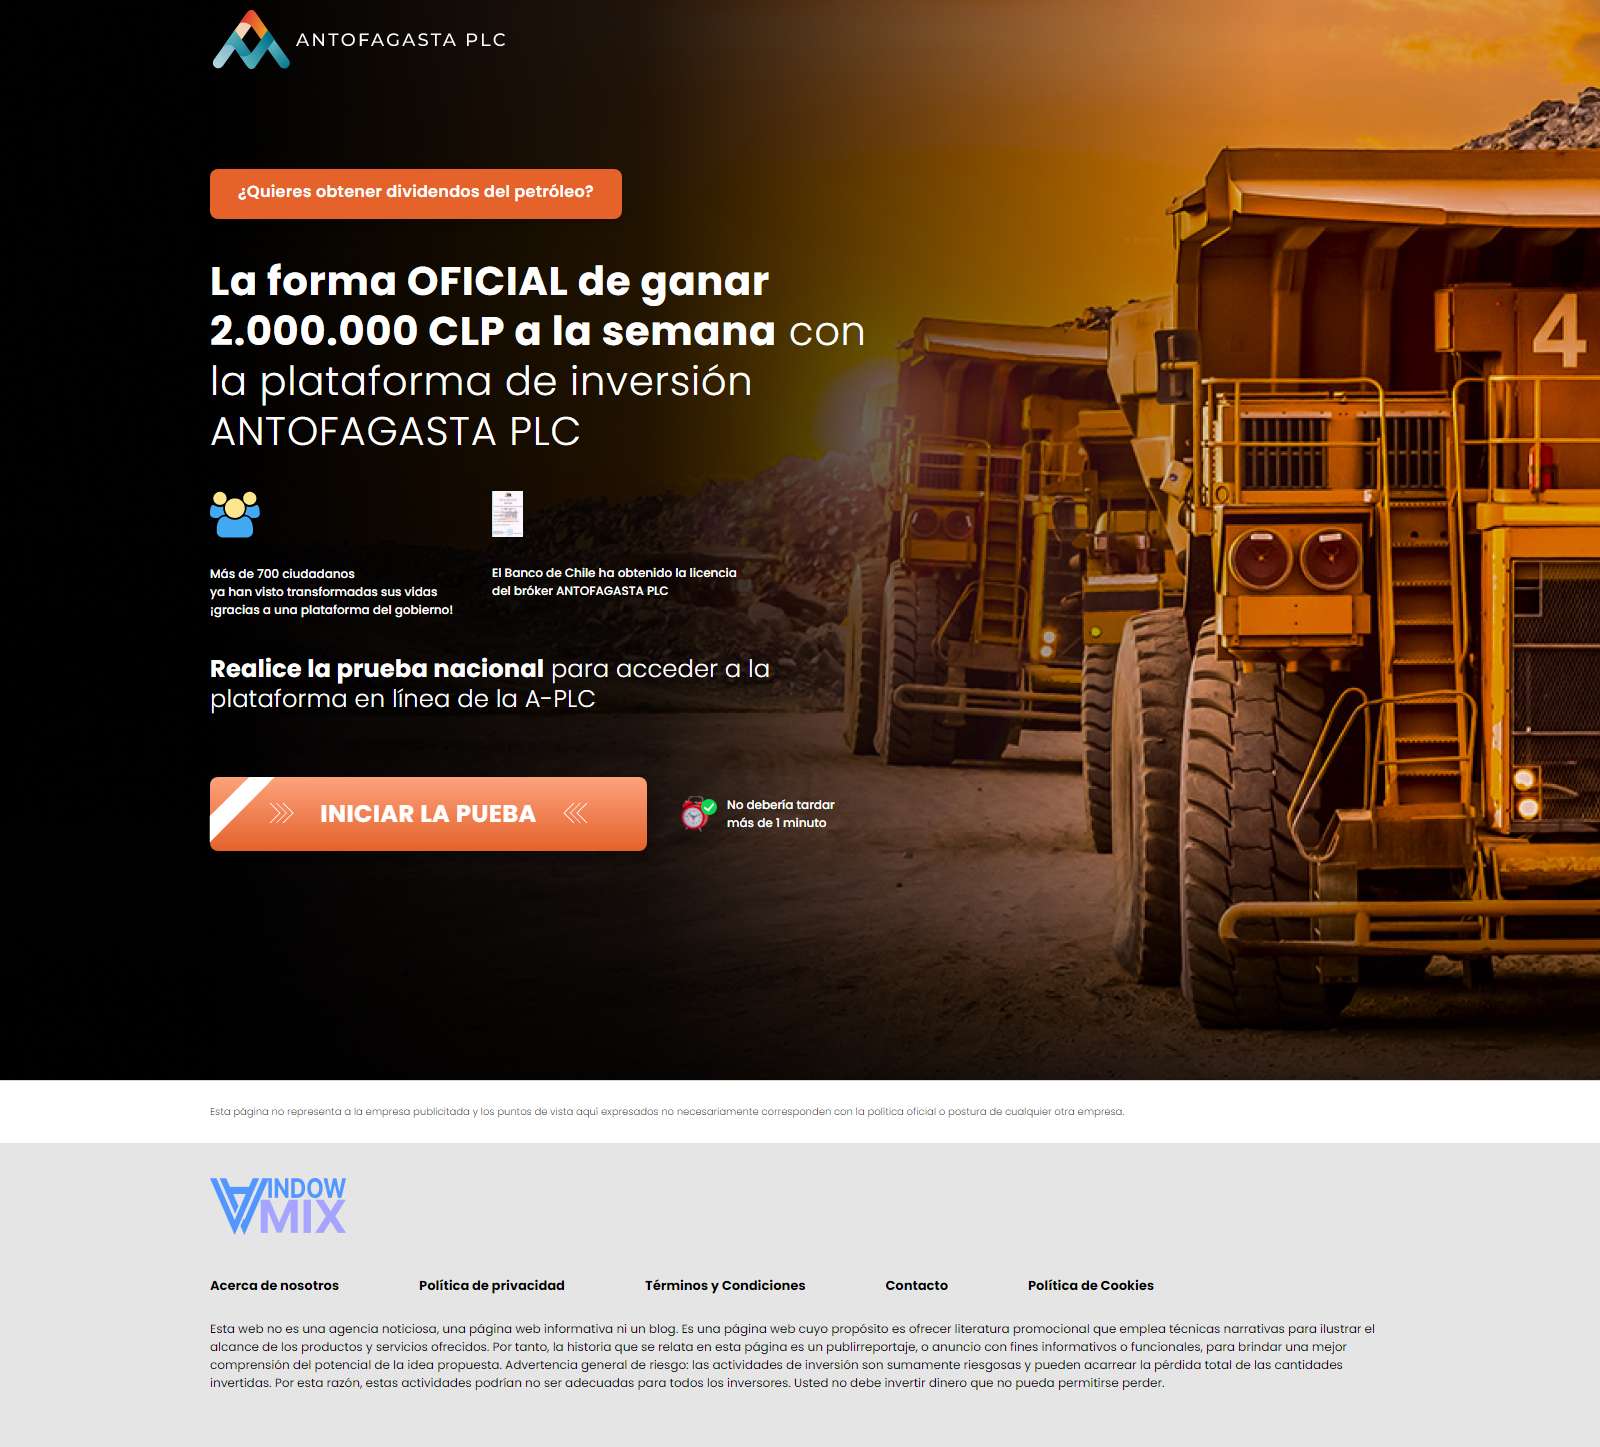 ANTOFAGASTA PLC
¿Quieres obtener dividendos del petróleo?
La forma OFICIAL de ganar
2.000.000 CLP a la semana con
la plataforma de inversión
ANTOFAGASTA PLC
Más de 700 ciudadanos
ya han visto transformadas sus vidas
¡gracias a una plataforma del gobierno!
El Banco de Chile ha obtenido la licencia
del bróker ANTOFAGASTA PLC
Realice la prueba nacional para acceder a la
plataforma en línea de la A-PLC
INICIAR LA PUEBA
No debería tardar
más de 1 minuto
4
Esta página no representa a la empresa publicitada y los puntos de vista aquí expresados no necesariamente corresponden con la política oficial o postura de cualquier otra empresa.
WINDOW
MIX
Acerca de nosotros Política de privacidad Términos y Condiciones Contacto Política de Cookies
Esta web no es una agencia noticiosa, una página web informativa ni un blog. Es una página web cuyo propósito es ofrecer literatura promocional que emplea técnicas narrativas para ilustrar el
alcance de los productos y servicios ofrecidos. Por tanto, la historia que se relata en esta página es un publirreportaje, o anuncio con fines informativos o funcionales, para brindar una mejor
comprensión del potencial de la idea propuesta. Advertencia general de riesgo: las actividades de inversión son sumamente riesgosas y pueden acarrear la pérdida total de las cantidades
invertidas. Por esta razón, estas actividades podrían no ser adecuadas para todos los inversores. Usted no debe invertir dinero que no pueda permitirse perder.